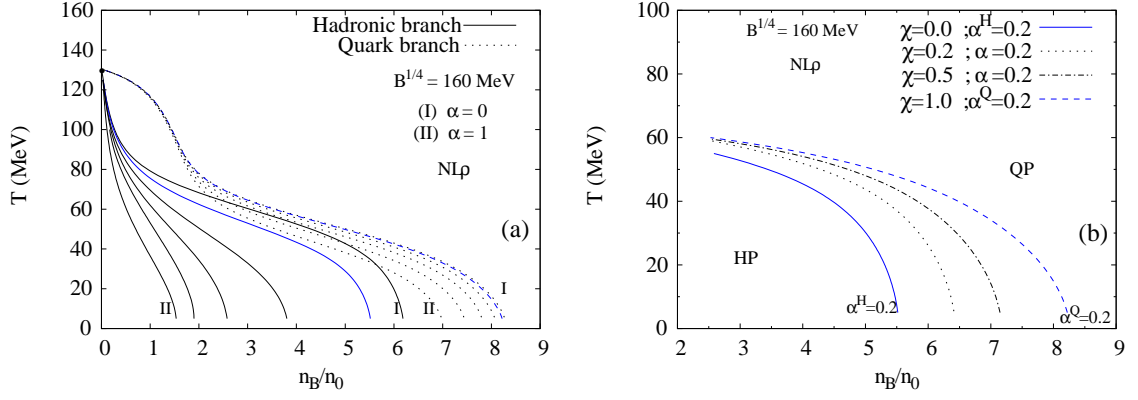 160
140
120
100
80
60
40
20
0
T (MeV)
Hadronic branch
Quark branch
B^{1/4} = 160 MeV
(I) α = 0
(II) α = 1
NLρ
(a)
II
I
II
I
0 1 2 3 4 5 6 7 8 9
n_B/n_0
100
80
60
40
20
0
T (MeV)
B^{1/4} = 160 MeV
NLρ
χ=0.0 ;α^H=0.2
χ=0.2 ;α=0.2
χ=0.5 ;α=0.2
χ=1.0 ;α^Q=0.2
QP
HP
(b)
α^H=0.2
α^Q=0.2
2 3 4 5 6 7 8 9
n_B/n_0